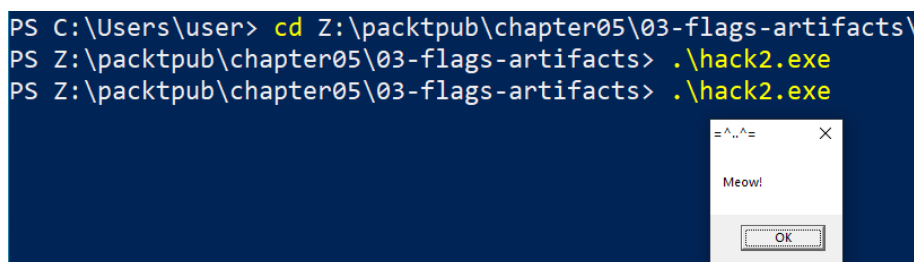 PS C:\Users\user> cd Z:\packtpub\chapter05\03-flags-artifacts\
PS Z:\packtpub\chapter05\03-flags-artifacts> .\hack2.exe
PS Z:\packtpub\chapter05\03-flags-artifacts> .\hack2.exe
=^..^=
Meow!
OK